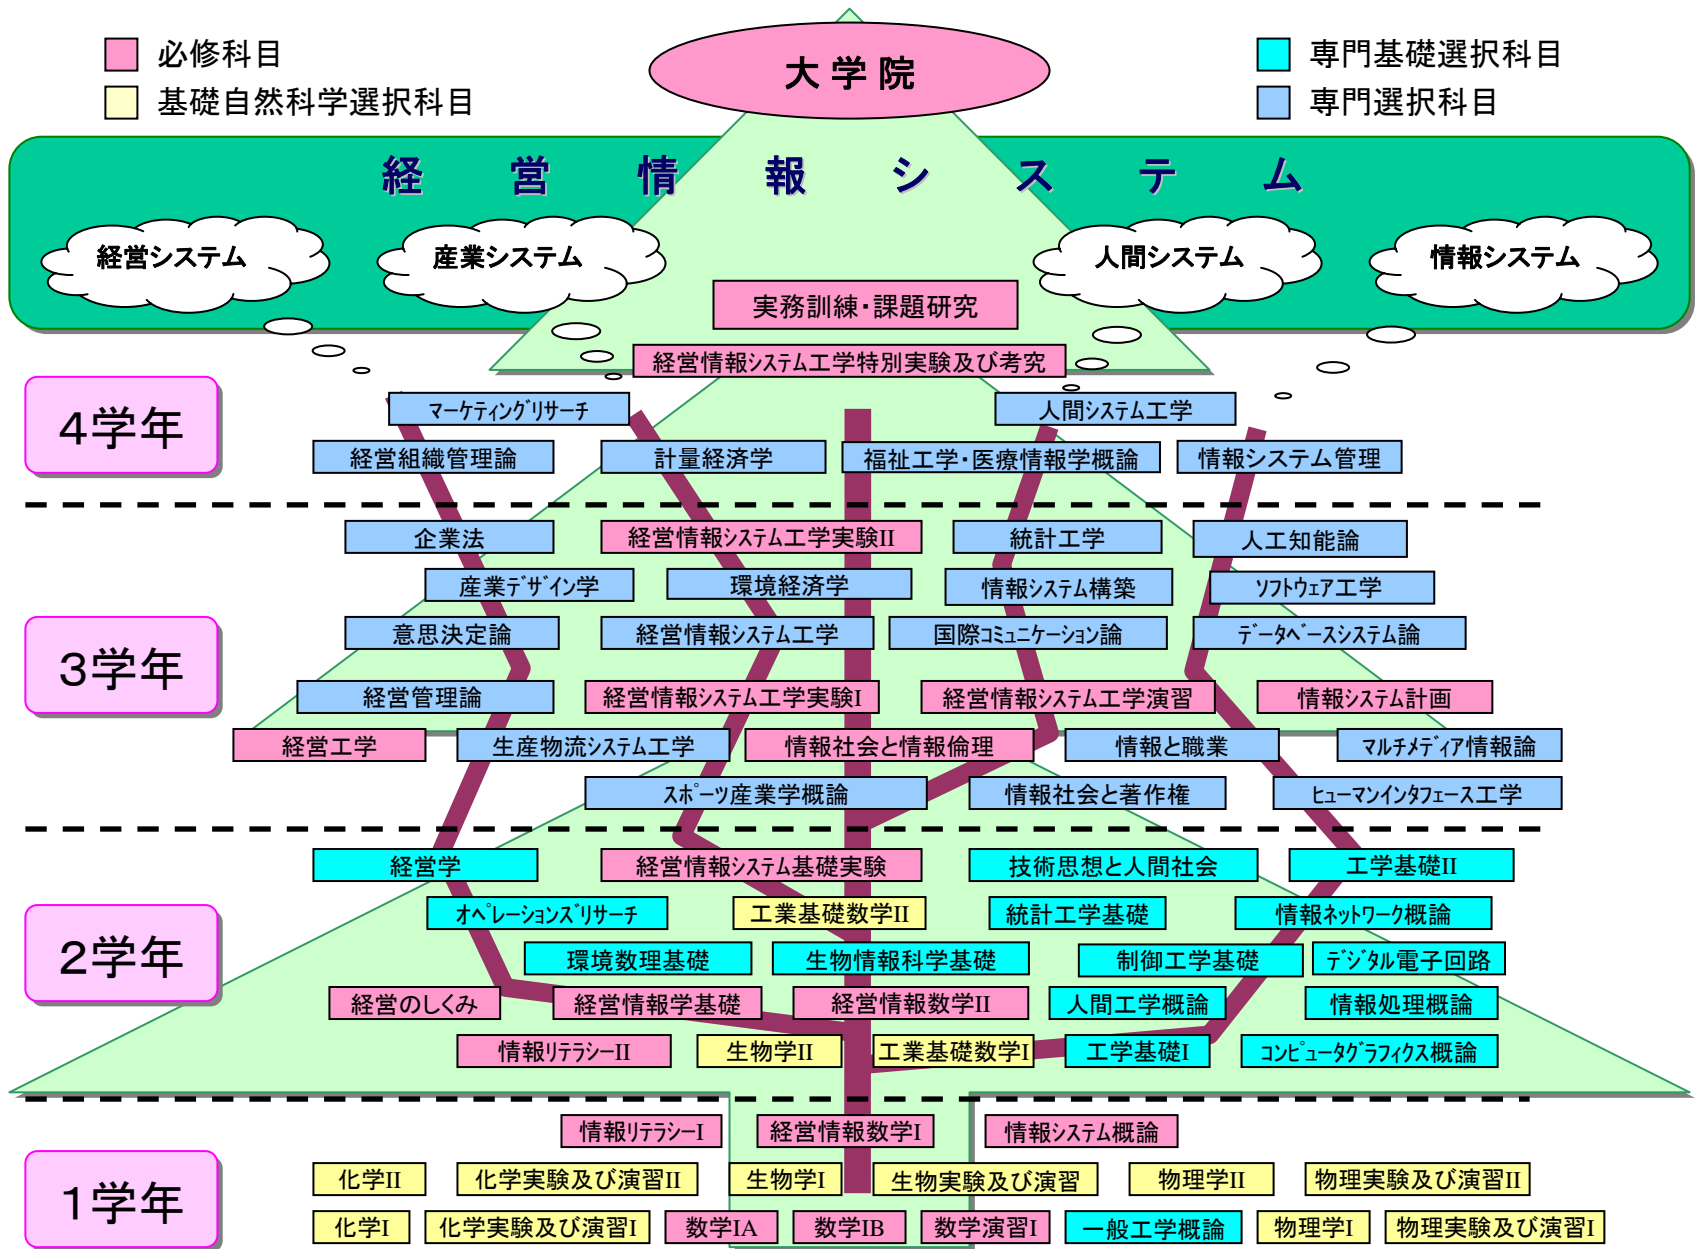 必修科目
基礎自然科学選択科目
専門基礎選択科目
専門選択科目
大学院
経営情報システム
経営システム
産業システム
人間システム
情報システム
実務訓練・課題研究
経営情報システム工学特別実験及び考究
4学年
マーケティングリサーチ
人間システム工学
経営組織管理論
計量経済学
福祉工学・医療情報学概論
情報システム管理
3学年
企業法
経営情報システム工学実験II
統計工学
人工知能論
産業デザイン学
環境経済学
情報システム構築
ソフトウェア工学
意思決定論
経営情報システム工学
国際コミュニケーション論
データベースシステム論
経営管理論
経営情報システム工学実験I
経営情報システム工学演習
情報システム計画
経営工学
生産物流システム工学
情報社会と情報倫理
情報と職業
マルチメディア情報論
スポーツ産業学概論
情報社会と著作権
ヒューマンインタフェース工学
2学年
経営学
経営情報システム基礎実験
技術思想と人間社会
工学基礎II
オペレーションズリサーチ
工業基礎数学II
統計工学基礎
情報ネットワーク概論
環境数理基礎
生物情報科学基礎
制御工学基礎
デジタル電子回路
経営のしくみ
経営情報学基礎
経営情報数学II
人間工学概論
情報処理概論
情報リテラシーII
生物学II
工業基礎数学I
工学基礎I
コンピュータグラフィクス概論
1学年
情報リテラシーI
経営情報数学I
情報システム概論
化学II
化学実験及び演習II
生物学I
生物実験及び演習
物理学II
物理実験及び演習II
化学I
化学実験及び演習I
数学IA
数学IB
数学演習I
一般工学概論
物理学I
物理実験及び演習I